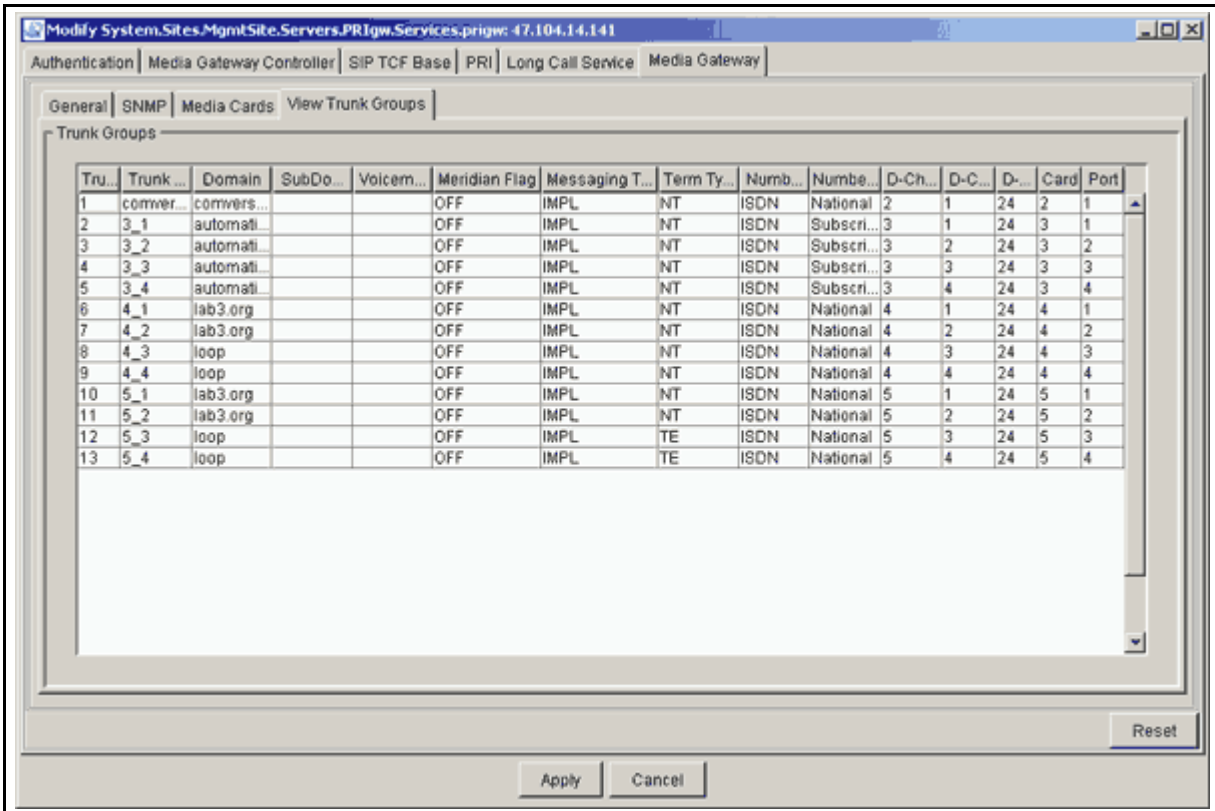 Modify System.Sites.MgmtSite.Servers.PRIgw.Services.prigw: 47.104.14.141
Authentication Media Gateway Controller SIP TCF Base PRI Long Call Service Media Gateway
General SNMP Media Cards View Trunk Groups
Trunk Groups
Tru... Trunk ... Domain SubDo... Voicem... Meridian Flag Messaging T... Term Ty... Numb... Numbe... D-Ch... D-C... D-... Card Port
1 comver... comvers... OFF IMPL NT ISDN National 2 1 24 2 1
2 3_1 automati... OFF IMPL NT ISDN Subscri... 3 1 24 3 1
3 3_2 automati... OFF IMPL NT ISDN Subscri... 3 2 24 3 2
4 3_3 automati... OFF IMPL NT ISDN Subscri... 3 3 24 3 3
5 3_4 automati... OFF IMPL NT ISDN Subscri... 3 4 24 3 4
6 4_1 lab3.org OFF IMPL NT ISDN National 4 1 24 4 1
7 4_2 lab3.org OFF IMPL NT ISDN National 4 2 24 4 2
8 4_3 loop OFF IMPL NT ISDN National 4 3 24 4 3
9 4_4 loop OFF IMPL NT ISDN National 4 4 24 4 4
10 5_1 lab3.org OFF IMPL NT ISDN National 5 1 24 5 1
11 5_2 lab3.org OFF IMPL NT ISDN National 5 2 24 5 2
12 5_3 loop OFF IMPL TE ISDN National 5 3 24 5 3
13 5_4 loop OFF IMPL TE ISDN National 5 4 24 5 4
Reset
Apply Cancel